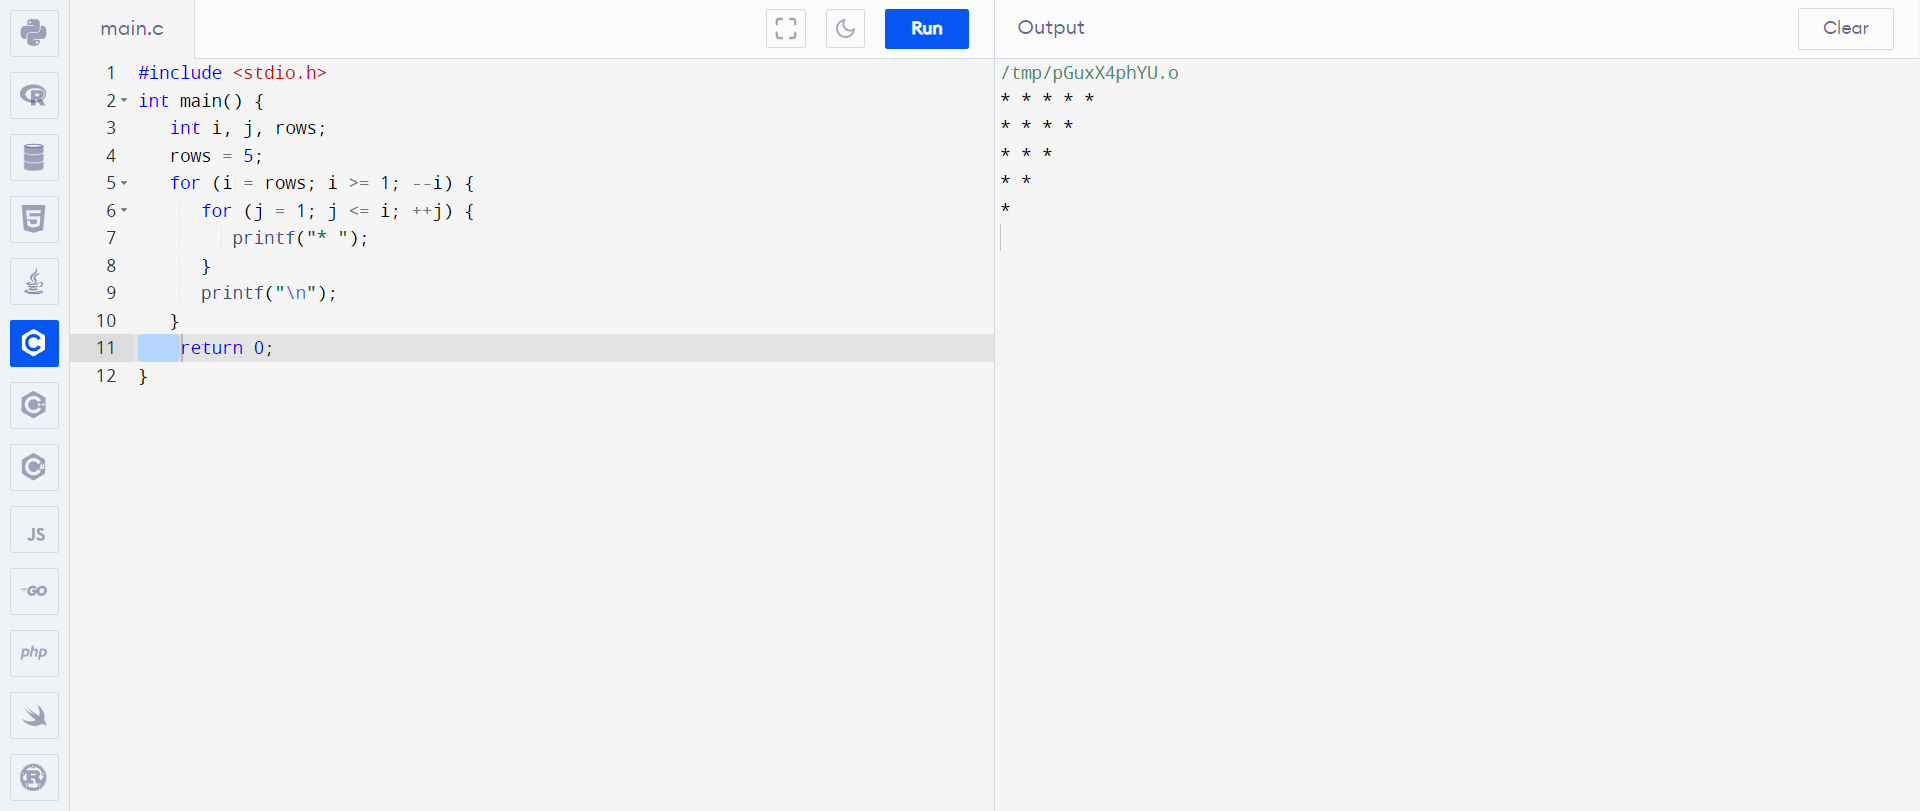 main.c
Run
Output
Clear
1 #include <stdio.h>
2 int main() {
3 int i, j, rows;
4 rows = 5;
5 for (i = rows; i >= 1; --i) {
6 for (j = 1; j <= i; ++j) {
7 printf("* ");
8 }
9 printf("\n");
10 }
11 return 0;
12 }
/tmp/pGuxX4phYU.o
* * * * *
* * * *
* * *
* *
*
R
5
C
C
C
JS
GO
php
R